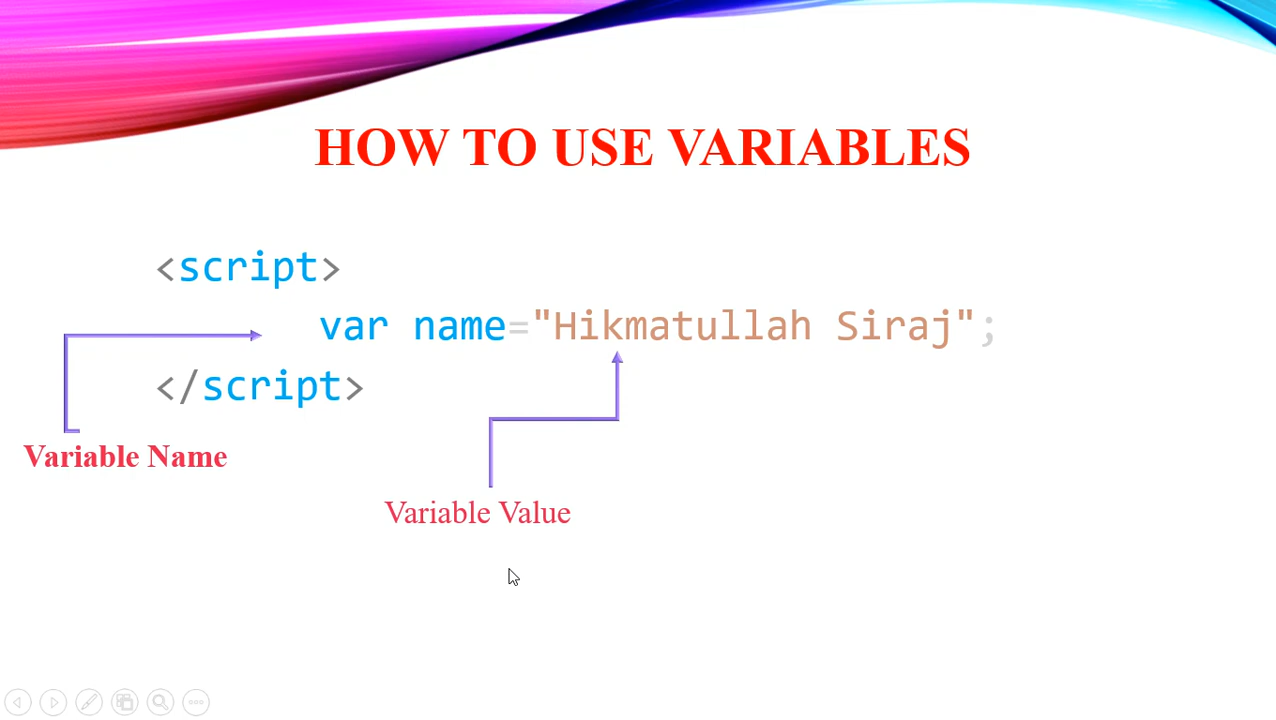 HOW TO USE VARIABLES
<script>
var name="Hikmatullah Siraj";
</script>
Variable Name
Variable Value